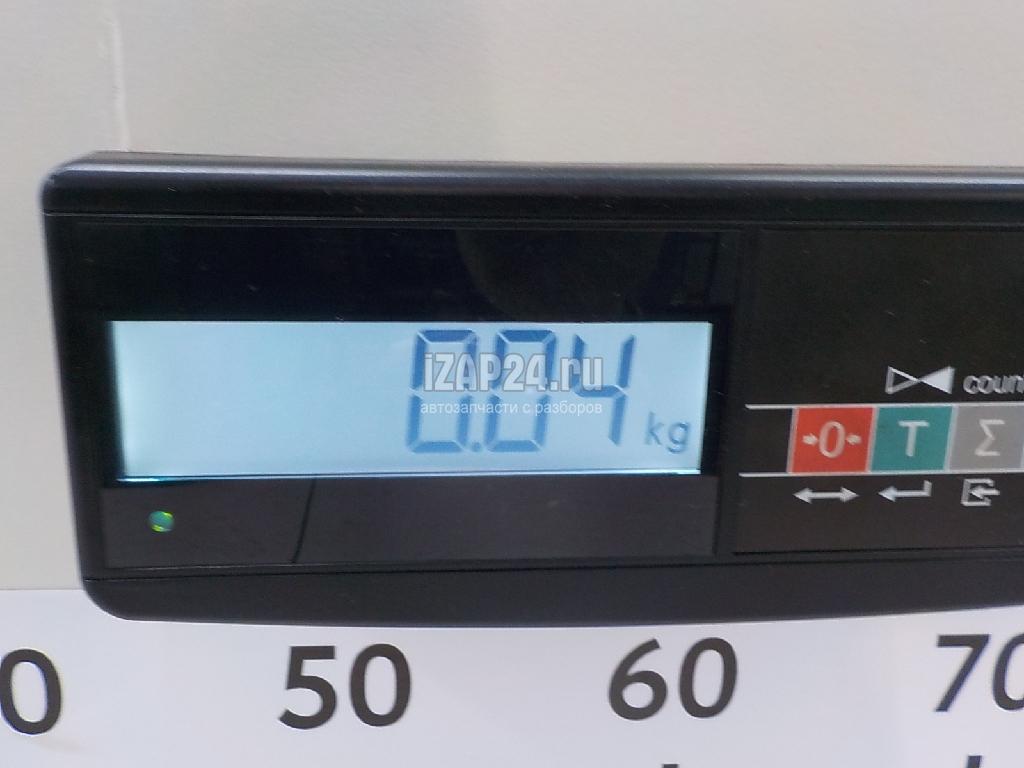 0.04 kg
iZAP24.ru
автозапчасти с разборов
coun
0 T Σ
0 50 60 70